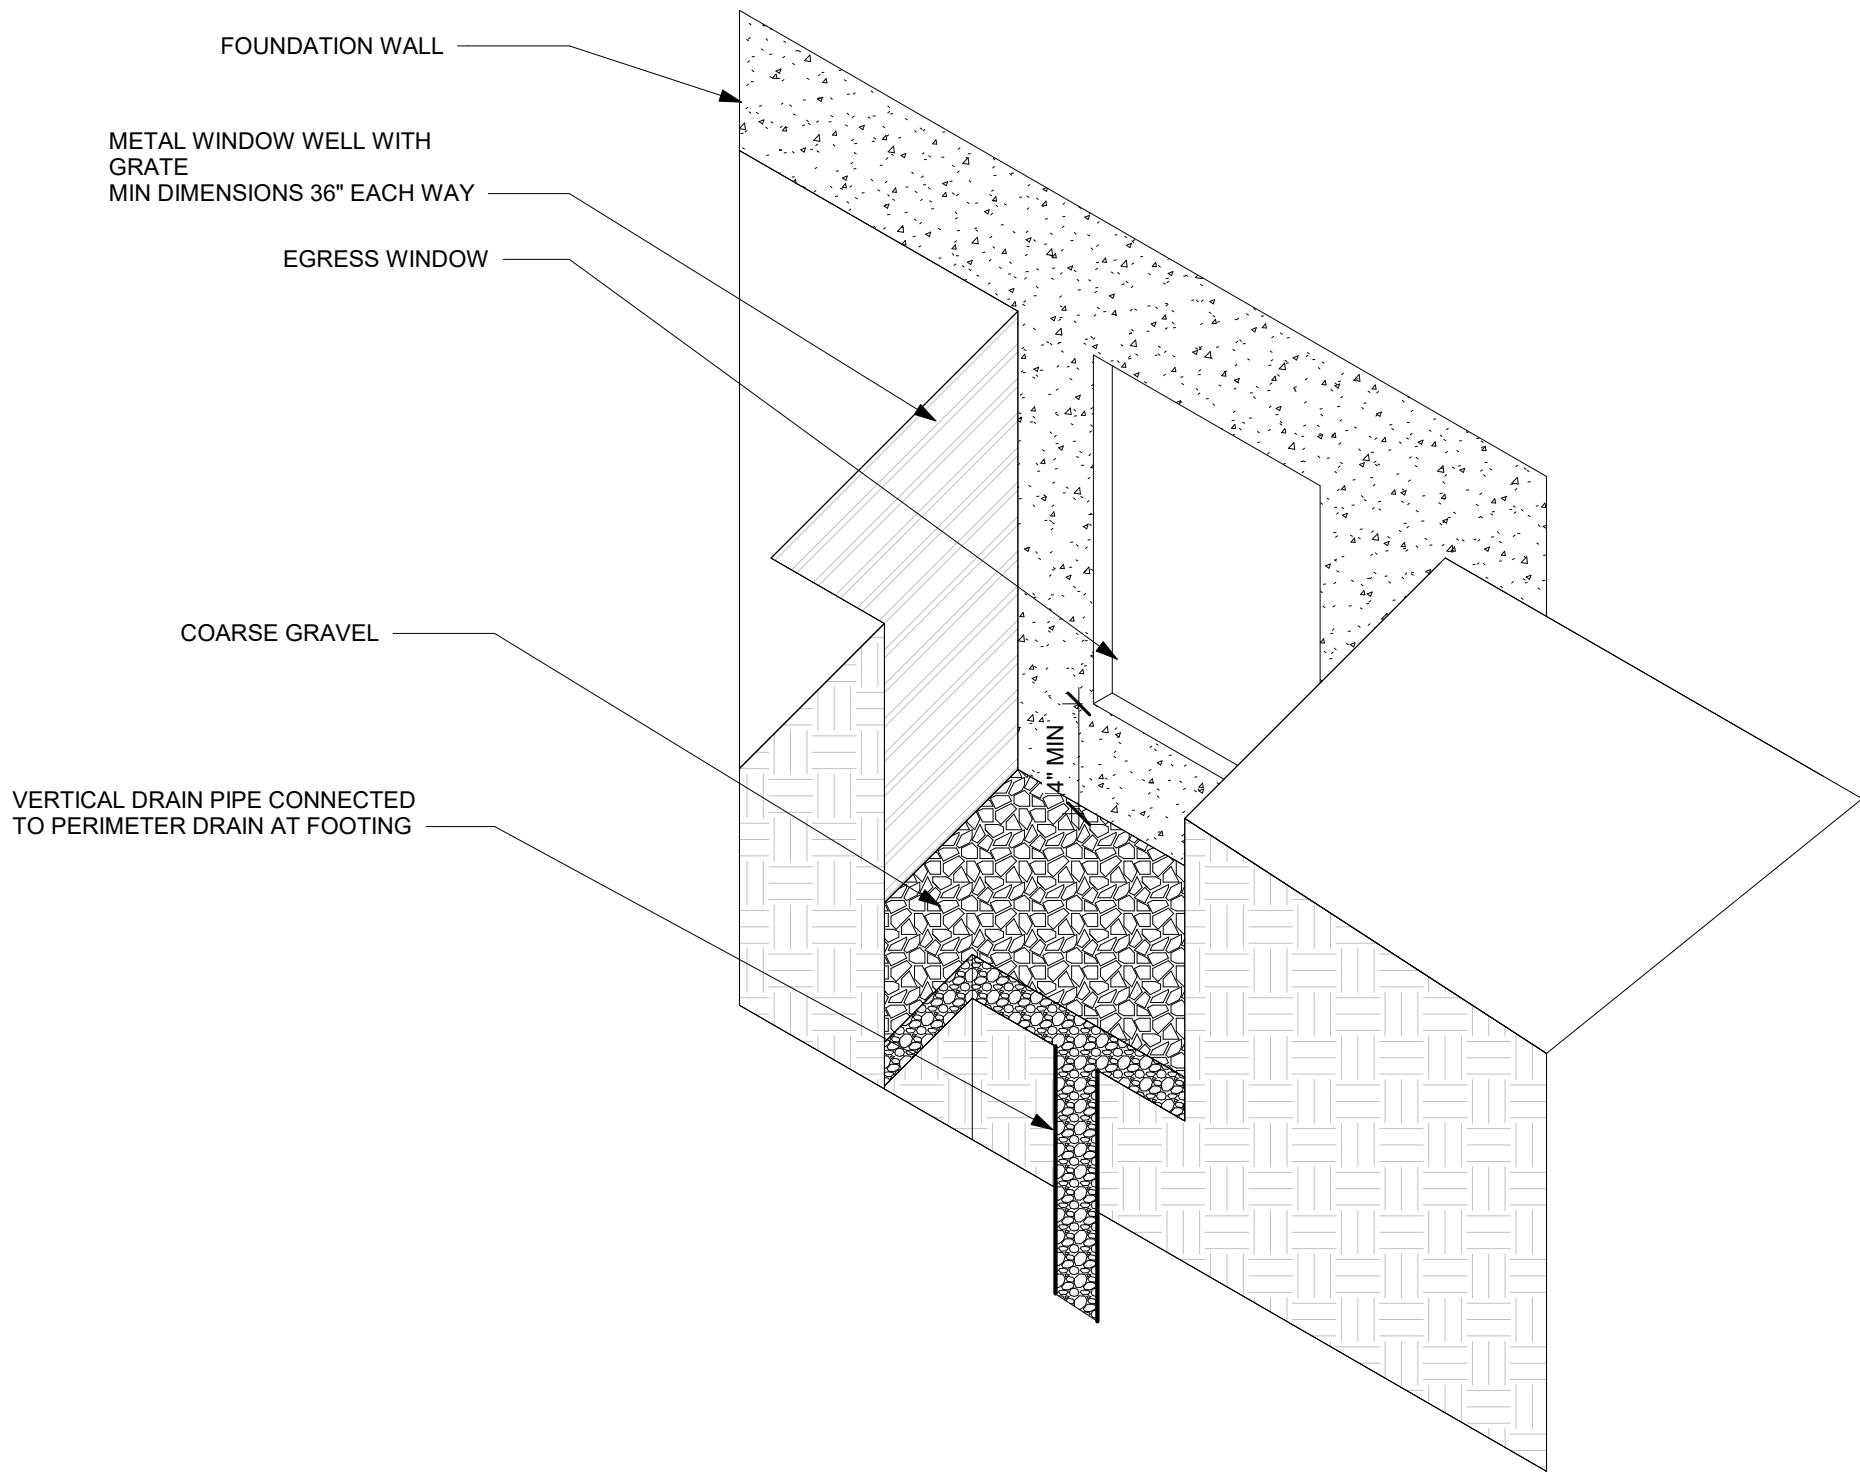 FOUNDATION WALL
METAL WINDOW WELL WITH
GRATE
MIN DIMENSIONS 36" EACH WAY
EGRESS WINDOW
COARSE GRAVEL
4" MIN
VERTICAL DRAIN PIPE CONNECTED
TO PERIMETER DRAIN AT FOOTING